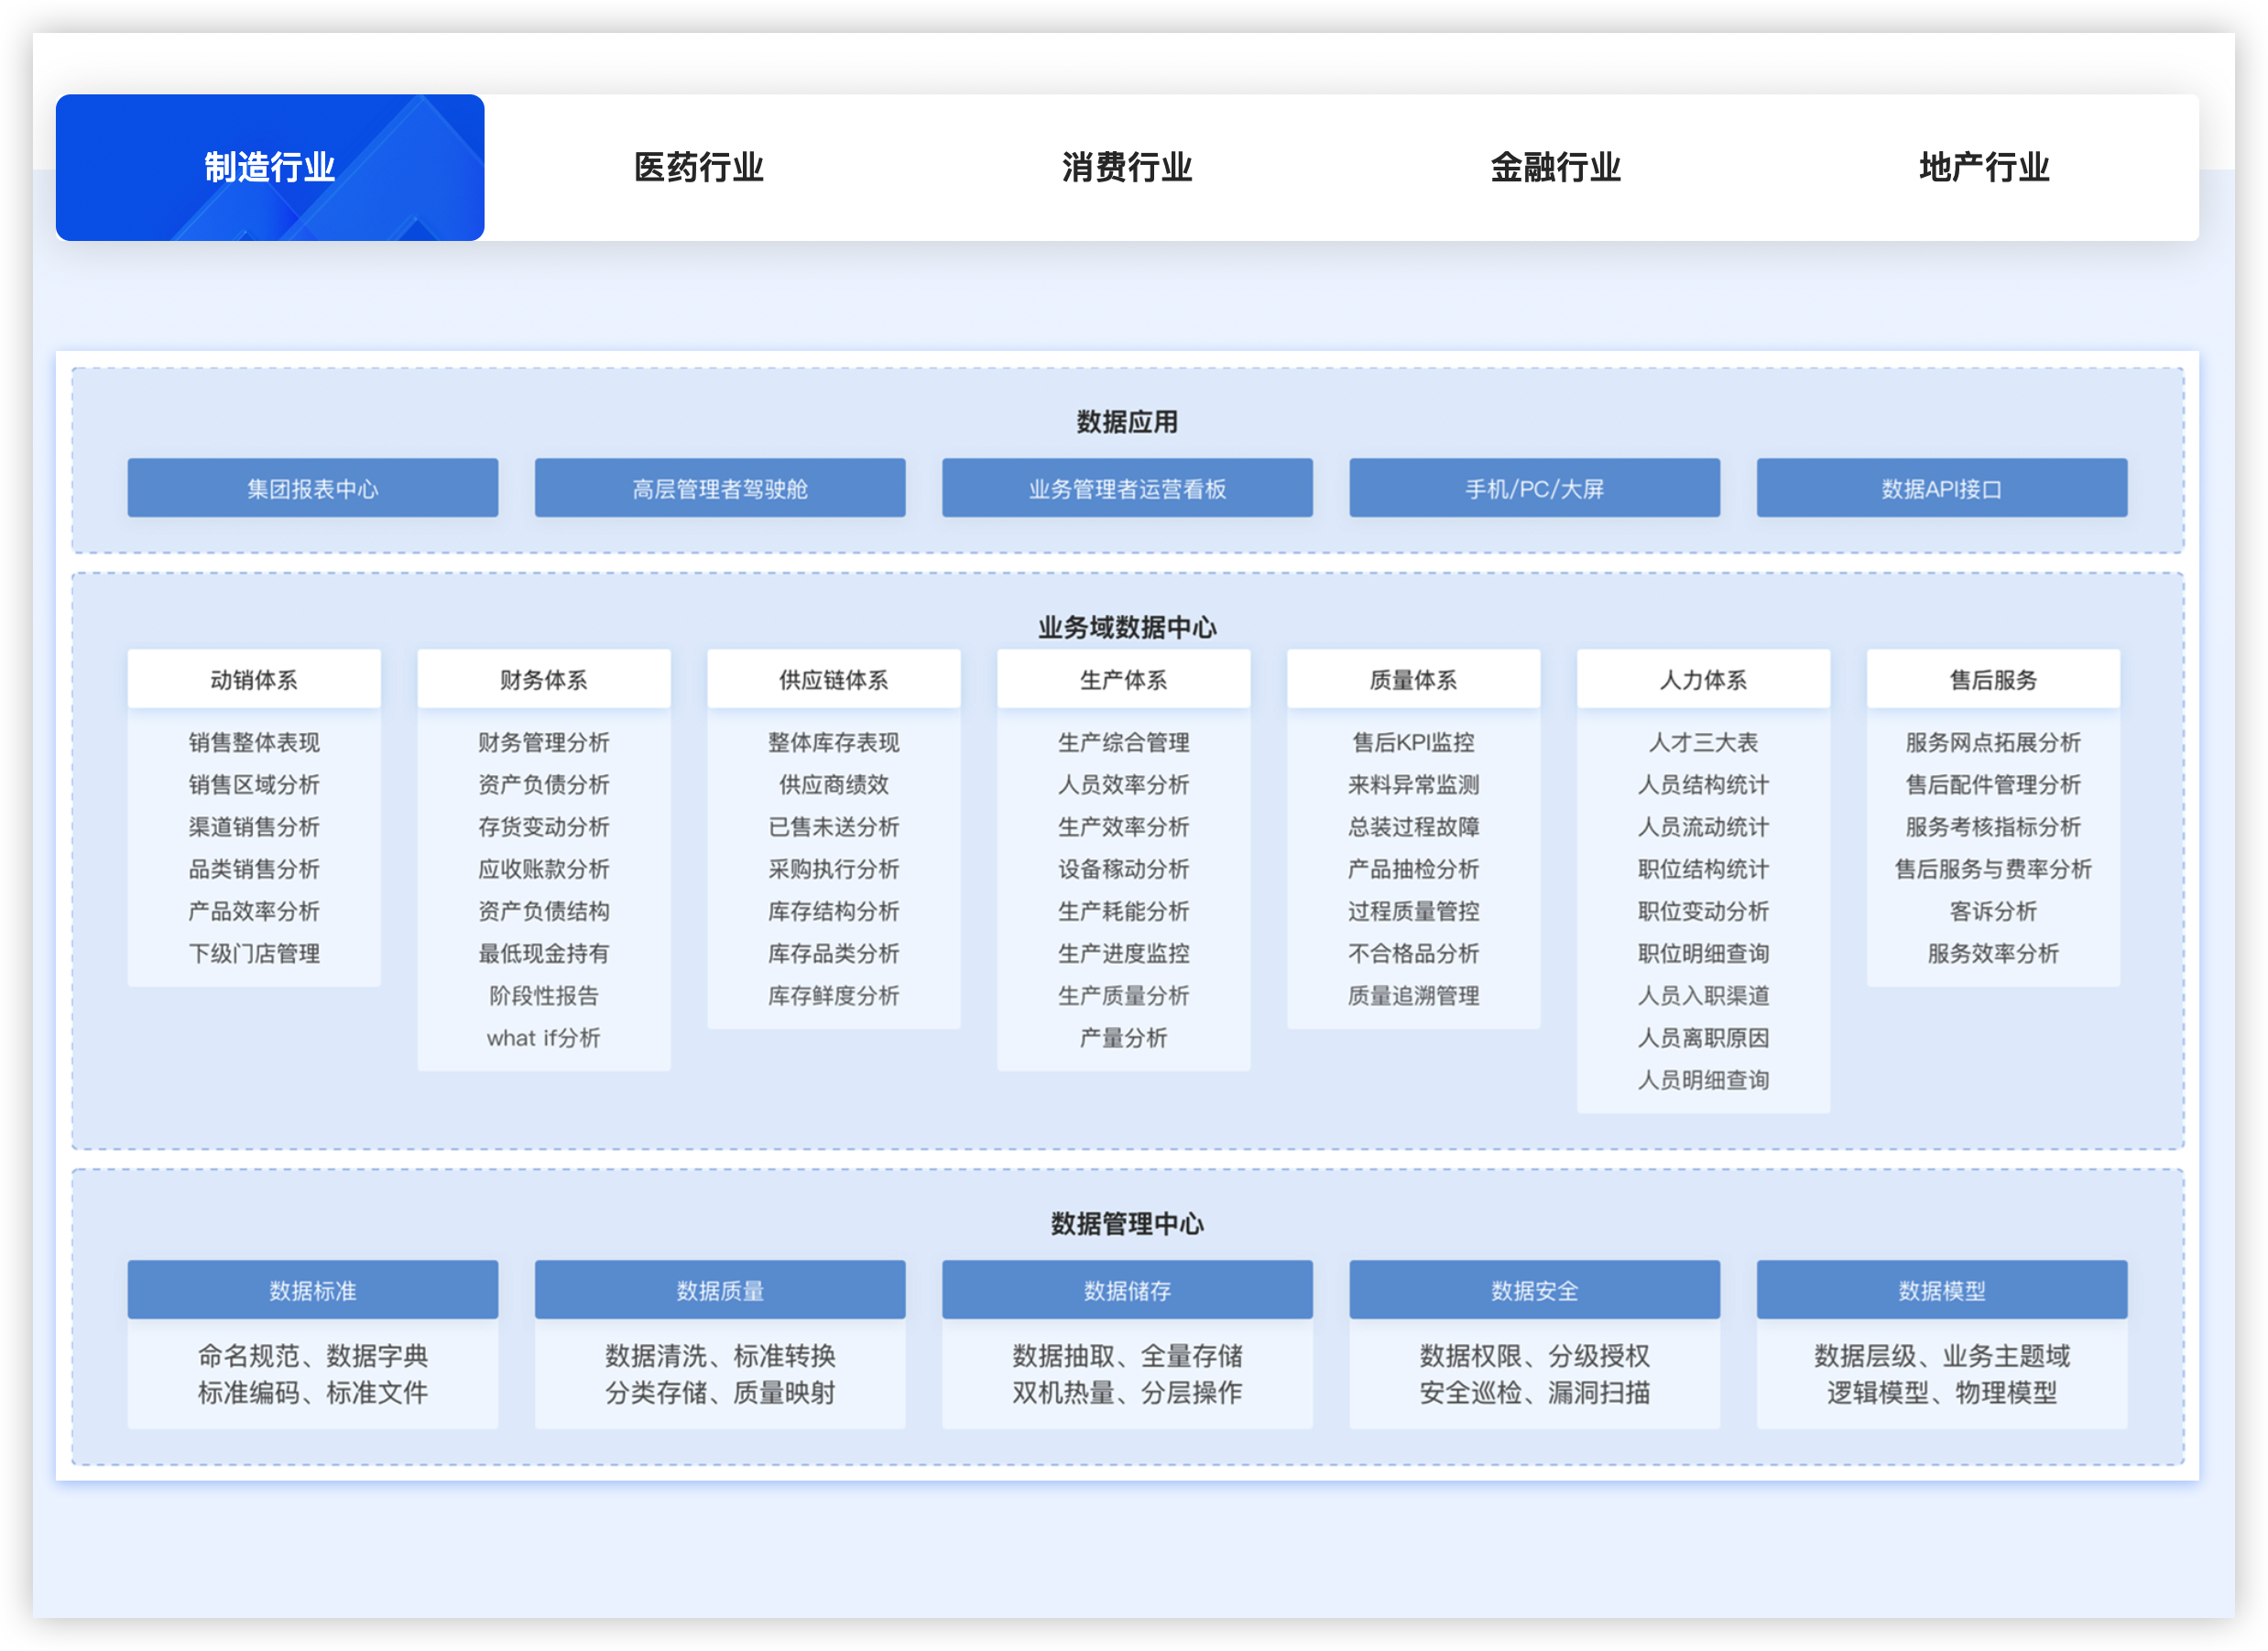 制造行业
医药行业
消费行业
金融行业
地产行业
数据应用
集团报表中心
高层管理者驾驶舱
业务管理者运营看板
手机/PC/大屏
数据API接口
业务域数据中心
动销体系
销售整体表现
销售区域分析
渠道销售分析
品类销售分析
产品效率分析
下级门店管理
财务体系
财务管理分析
资产负债分析
存货变动分析
应收账款分析
资产负债结构
最低现金持有
阶段性报告
what if分析
供应链体系
整体库存表现
供应商绩效
已售未送分析
采购执行分析
库存结构分析
库存品类分析
库存鲜度分析
生产体系
生产综合管理
人员效率分析
生产效率分析
设备稼动分析
生产耗能分析
生产进度监控
生产质量分析
产量分析
质量体系
售后KPI监控
来料异常监测
总装过程故障
产品抽检分析
过程质量管控
不合格品分析
质量追溯管理
人力体系
人才三大表
人员结构统计
人员流动统计
职位结构统计
职位变动分析
职位明细查询
人员入职渠道
人员离职原因
人员明细查询
售后服务
服务网点拓展分析
售后配件管理分析
服务考核指标分析
售后服务与费率分析
客诉分析
服务效率分析
数据管理中心
数据标准
命名规范、数据字典
标准编码、标准文件
数据质量
数据清洗、标准转换
分类存储、质量映射
数据储存
数据抽取、全量存储
双机热量、分层操作
数据安全
数据权限、分级授权
安全巡检、漏洞扫描
数据模型
数据层级、业务主题域
逻辑模型、物理模型